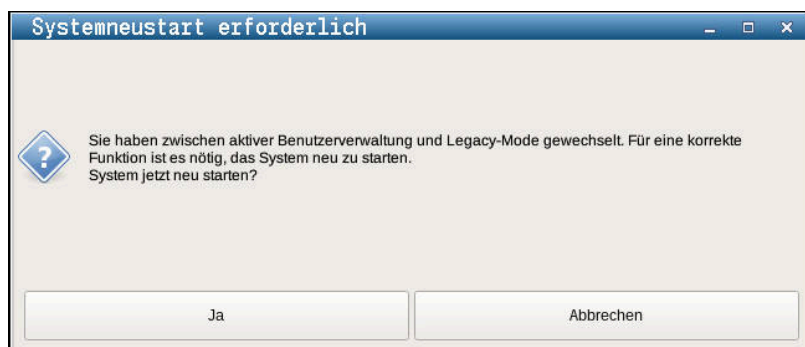 Systemneustart erforderlich
Sie haben zwischen aktiver Benutzerverwaltung und Legacy-Mode gewechselt. Für eine korrekte
Funktion ist es nötig, das System neu zu starten.
System jetzt neu starten?
Ja
Abbrechen